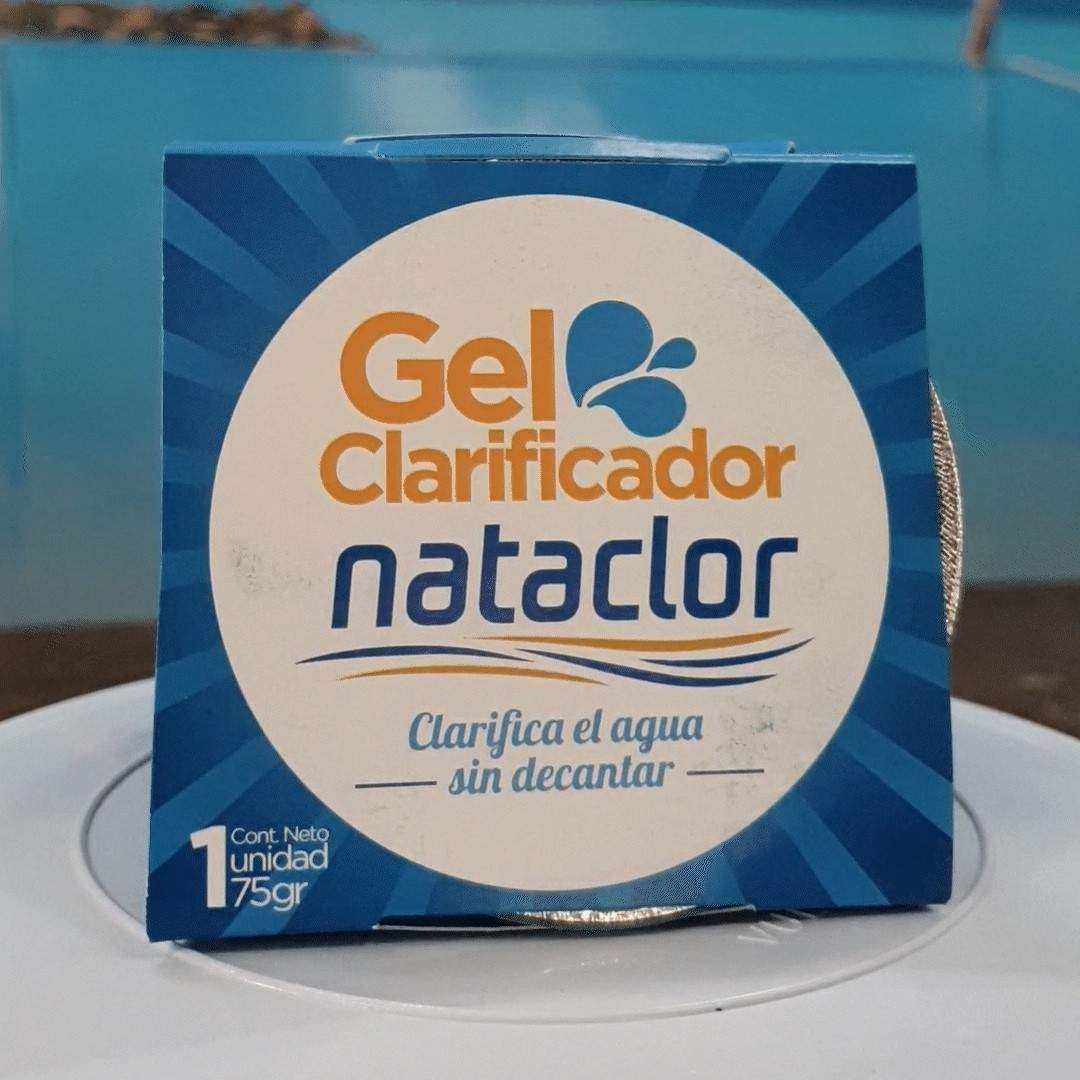 Gel
Clarificador
nataclor
Clarifica el agua
sin decantar
1 Cont. Neto
unidad
75gr